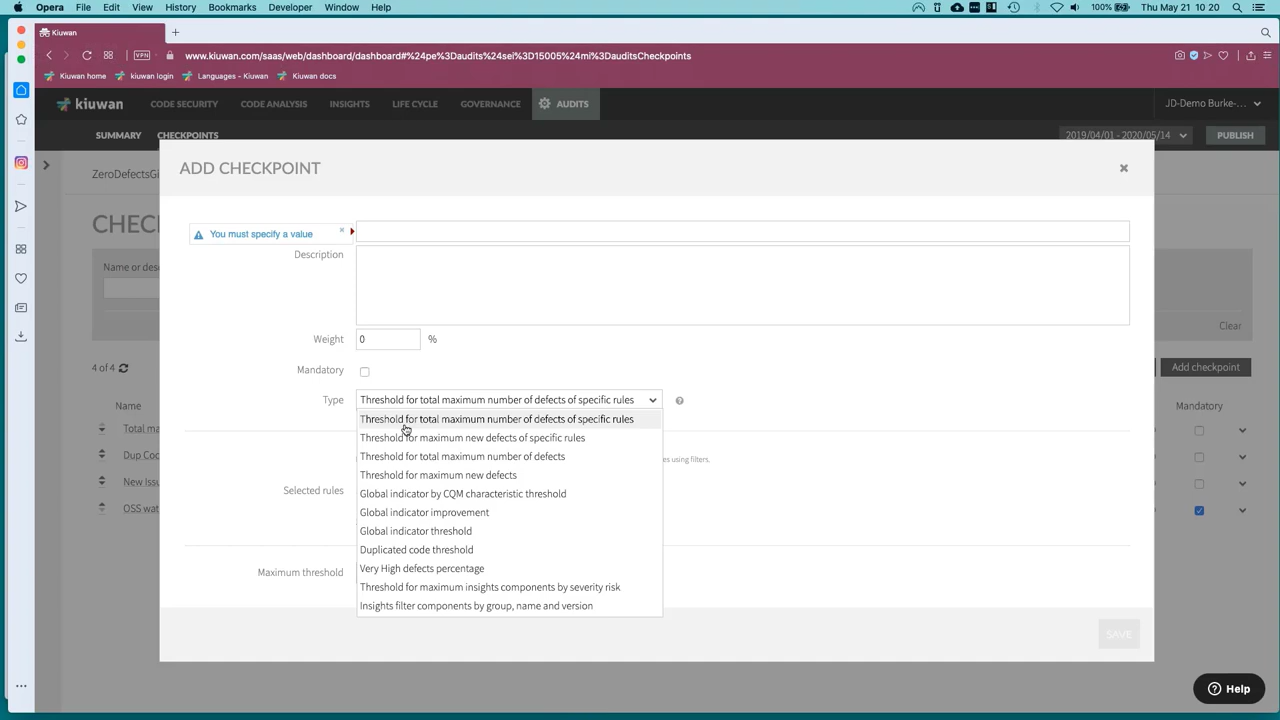 Opera File Edit View History Bookmarks Developer Window Help 100% Thu May 21 10 20
Kiuwan
VPN www.kiuwan.com/saas/web/dashboard/dashboard#%24pe%3Daudits%24sei%3D15005%24mi%3DauditsCheckpoints
Kiuwan home kiuwan login Languages - Kiuwan Kiuwan docs
kiuwan CODE SECURITY CODE ANALYSIS INSIGHTS LIFE CYCLE GOVERNANCE AUDITS JD-Demo Burke-...
SUMMARY CHECKPOINTS 2019/04/01 - 2020/05/14 PUBLISH
ADD CHECKPOINT
ZeroDefectsG
CHECK
You must specify a value
Description
Name or des
Clear
Weight 0 %
4 of 4
Add checkpoint
Mandatory
Type Threshold for total maximum number of defects of specific rules
Name
Mandatory
Threshold for total maximum number of defects of specific rules
Total ma
Threshold for maximum new defects of specific rules
Dup Coc
Threshold for total maximum number of defects
es using filters.
Threshold for maximum new defects
New Issu
Selected rules
Global indicator by CQM characteristic threshold
OSS wat
Global indicator improvement
Global indicator threshold
Duplicated code threshold
Very High defects percentage
Maximum threshold
Threshold for maximum insights components by severity risk
Insights filter components by group, name and version
SAVE
Help